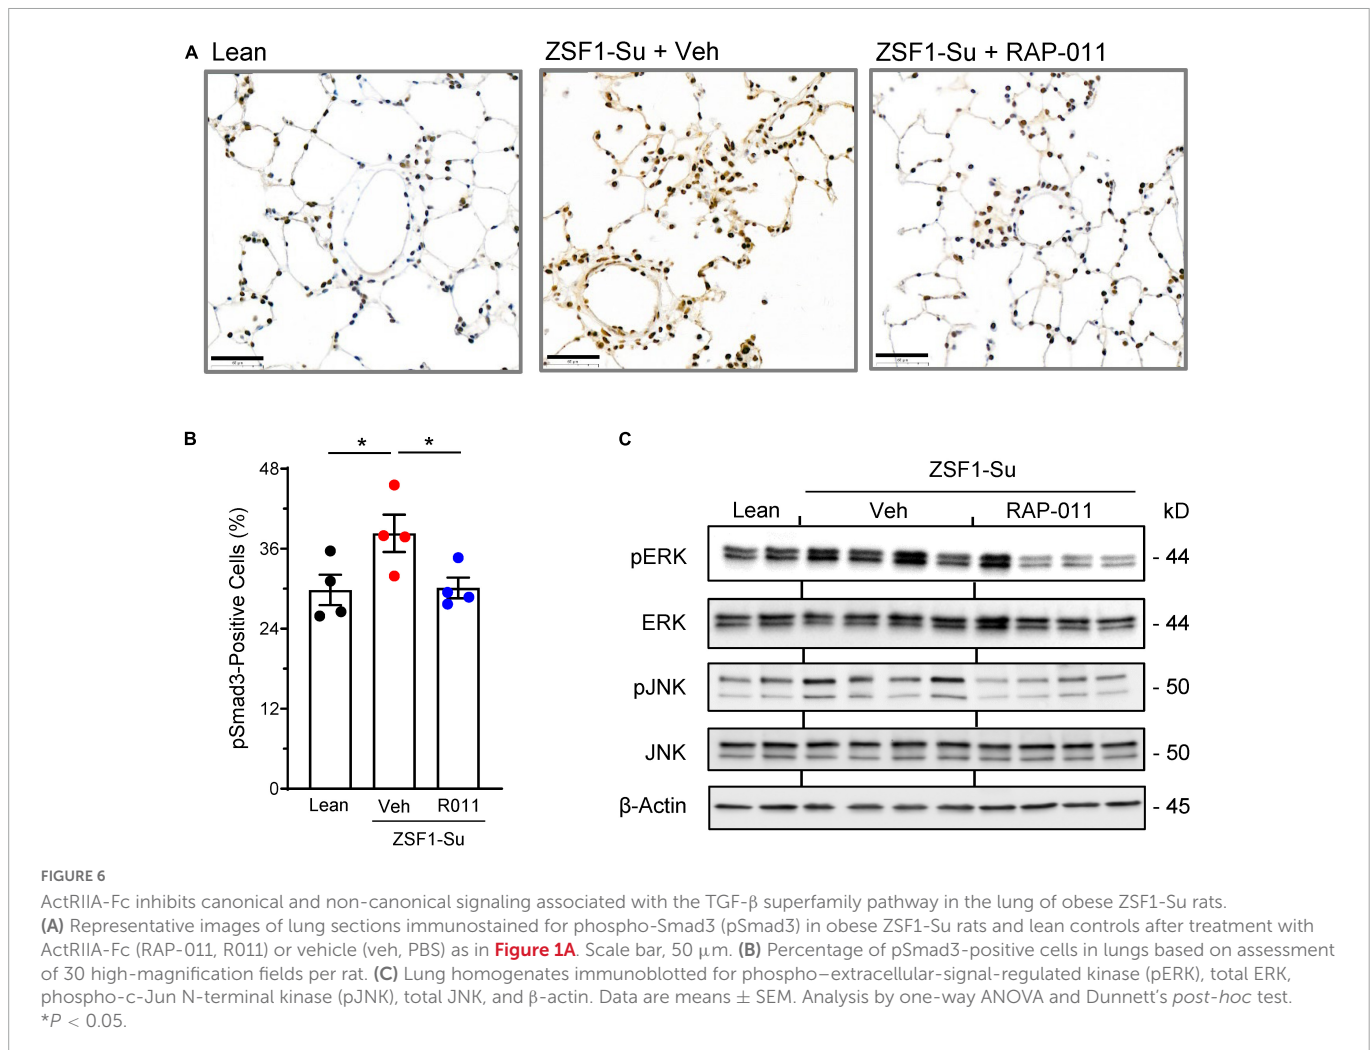 A Lean
ZSF1-Su + Veh
ZSF1-Su + RAP-011
B
* *
48
36
24
12
0
pSmad3-Positive Cells (%)
Lean Veh R011
ZSF1-Su
C
ZSF1-Su
Lean Veh RAP-011 kD
pERK - 44
ERK - 44
pJNK - 50
JNK - 50
β-Actin - 45
FIGURE 6
ActRIIA-Fc inhibits canonical and non-canonical signaling associated with the TGF-β superfamily pathway in the lung of obese ZSF1-Su rats.
(A) Representative images of lung sections immunostained for phospho-Smad3 (pSmad3) in obese ZSF1-Su rats and lean controls after treatment with
ActRIIA-Fc (RAP-011, R011) or vehicle (veh, PBS) as in Figure 1A. Scale bar, 50 μm. (B) Percentage of pSmad3-positive cells in lungs based on assessment
of 30 high-magnification fields per rat. (C) Lung homogenates immunoblotted for phospho–extracellular-signal-regulated kinase (pERK), total ERK,
phospho-c-Jun N-terminal kinase (pJNK), total JNK, and β-actin. Data are means ± SEM. Analysis by one-way ANOVA and Dunnett's post-hoc test.
*P < 0.05.